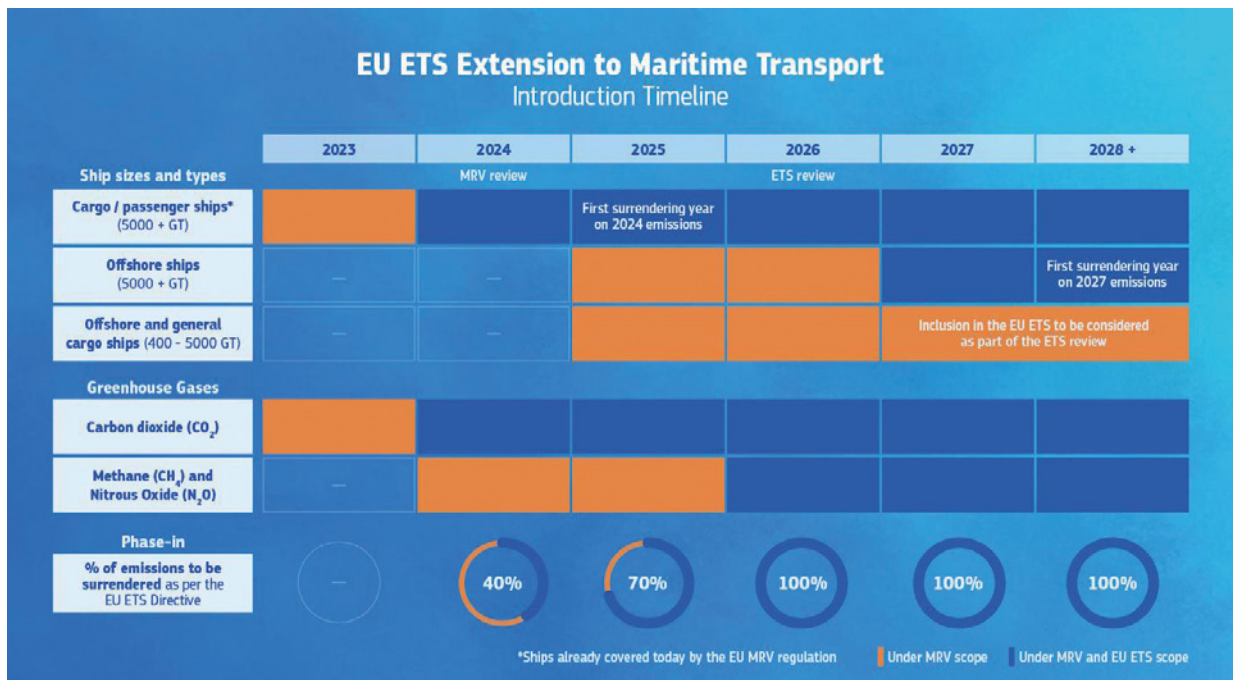 EU ETS Extension to Maritime Transport
Introduction Timeline
2023 2024 2025 2026 2027 2028 +
Ship sizes and types MRV review ETS review
Cargo / passenger ships*
(5000 + GT)
First surrendering year
on 2024 emissions
Offshore ships
(5000 + GT)
— —
First surrendering year
on 2027 emissions
Offshore and general
cargo ships (400 - 5000 GT)
— —
Inclusion in the EU ETS to be considered
as part of the ETS review
Greenhouse Gases
Carbon dioxide (CO₂)
Methane (CH₄) and
Nitrous Oxide (N₂O)
—
Phase-in
% of emissions to be
surrendered as per the
EU ETS Directive
— 40% 70% 100% 100% 100%
*Ships already covered today by the EU MRV regulation Under MRV scope Under MRV and EU ETS scope